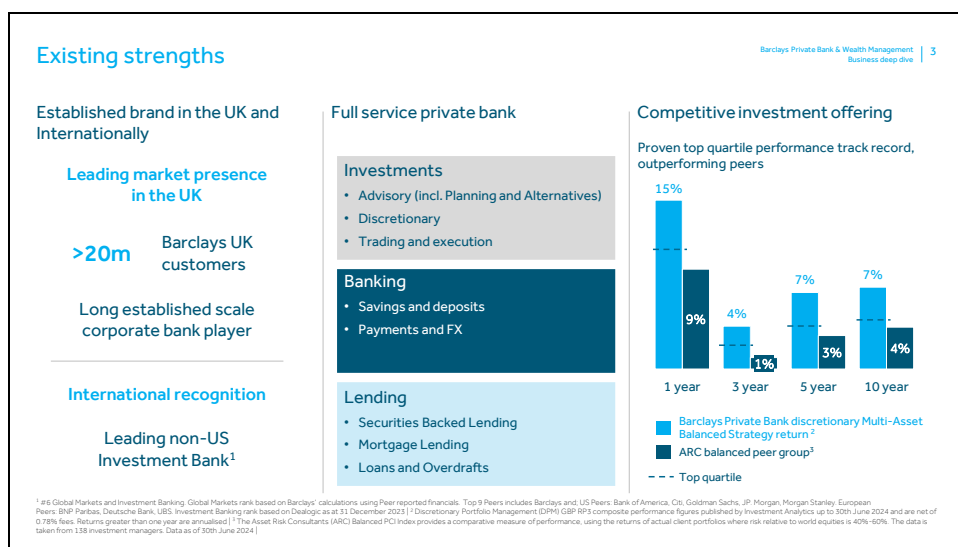 Existing strengths
Barclays Private Bank & Wealth Management
Business deep dive
3
Established brand in the UK and
Internationally
Leading market presence
in the UK
>20m
Barclays UK
customers
Long established scale
corporate bank player
International recognition
Leading non-US
Investment Bank1
Full service private bank
Investments
• Advisory (incl. Planning and Alternatives)
• Discretionary
• Trading and execution
Banking
• Savings and deposits
• Payments and FX
Lending
• Securities Backed Lending
• Mortgage Lending
• Loans and Overdrafts
Competitive investment offering
Proven top quartile performance track record,
outperforming peers
15%
9%
4%
1%
7%
3%
7%
4%
1 year
3 year
5 year
10 year
Barclays Private Bank discretionary Multi-Asset
Balanced Strategy return 2
ARC balanced peer group3
Top quartile
1 #6 Global Markets and Investment Banking. Global Markets rank based on Barclays' calculations using Peer reported financials. Top 9 Peers includes Barclays and: US Peers: Bank of America, Citi, Goldman Sachs, JP. Morgan, Morgan Stanley. European
Peers: BNP Paribas, Deutsche Bank, UBS. Investment Banking rank based on Dealogic as at 31 December 2023 | 2 Discretionary Portfolio Management (DPM) GBP RP3 composite performance figures published by Investment Analytics up to 30th June 2024 and are net of
0.78% fees. Returns greater than one year are annualised | 3 The Asset Risk Consultants (ARC) Balanced PCI Index provides a comparative measure of performance, using the returns of actual client portfolios where risk relative to world equities is 40%-60%. The data is
taken from 138 investment managers. Data as of 30th June 2024 |